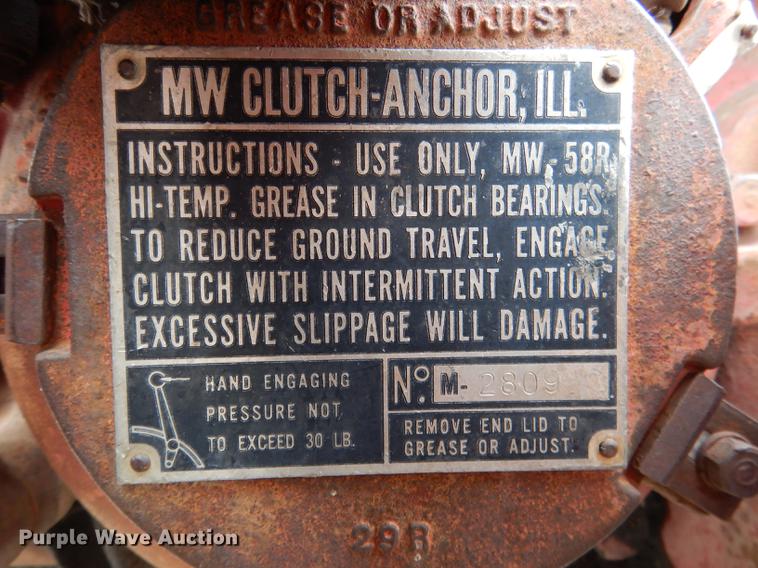 GREASE OR ADJUST
MW CLUTCH-ANCHOR, ILL.
INSTRUCTIONS - USE ONLY, MW-58R
HI-TEMP. GREASE IN CLUTCH BEARINGS.
TO REDUCE GROUND TRAVEL, ENGAGE
CLUTCH WITH INTERMITTENT ACTION.
EXCESSIVE SLIPPAGE WILL DAMAGE.
HAND ENGAGING
PRESSURE NOT
TO EXCEED 30 LB.
No. M-2809
REMOVE END LID TO
GREASE OR ADJUST.
29R
Purple Wave Auction